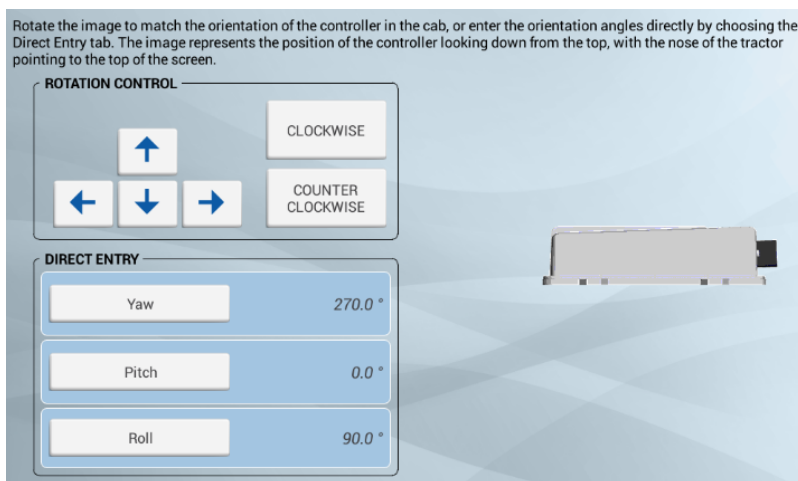 Rotate the image to match the orientation of the controller in the cab, or enter the orientation angles directly by choosing the
Direct Entry tab. The image represents the position of the controller looking down from the top, with the nose of the tractor
pointing to the top of the screen.
ROTATION CONTROL
CLOCKWISE
COUNTER
CLOCKWISE
DIRECT ENTRY
Yaw 270.0 °
Pitch 0.0 °
Roll 90.0 °